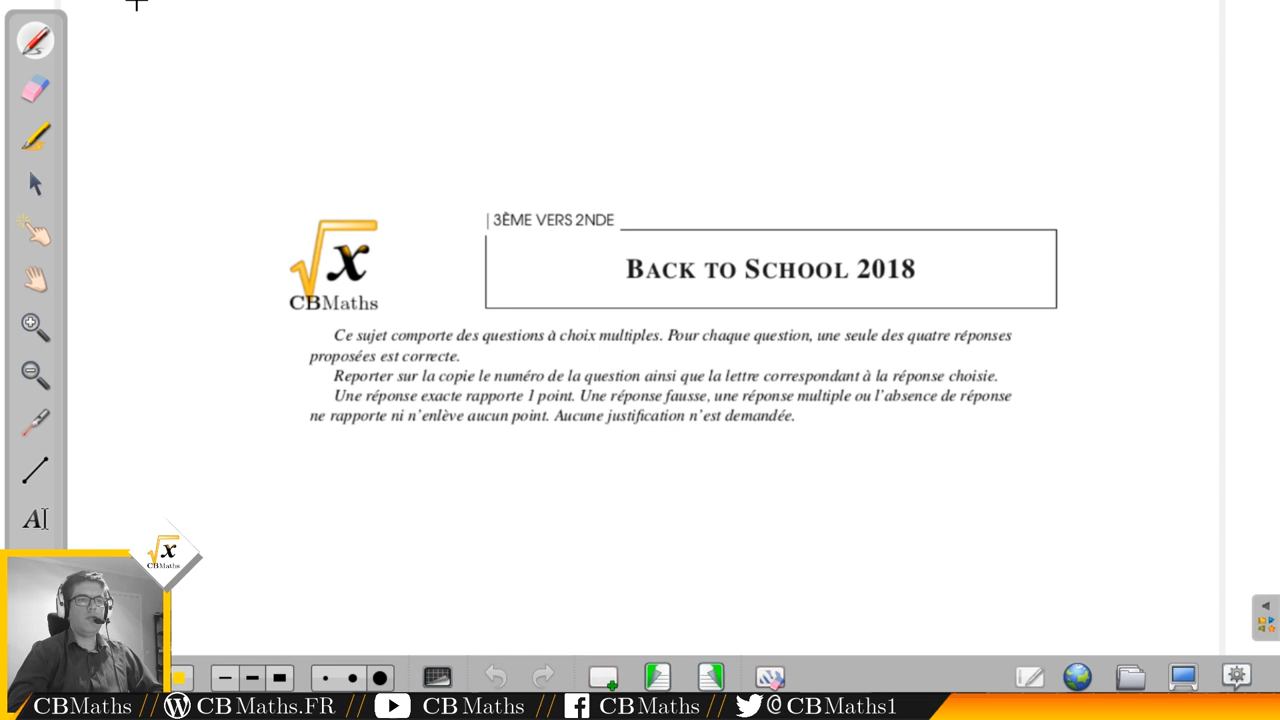 3ÈME VERS 2NDE
BACK TO SCHOOL 2018
x
CBMaths
Ce sujet comporte des questions à choix multiples. Pour chaque question, une seule des quatre réponses
proposées est correcte.
Reporter sur la copie le numéro de la question ainsi que la lettre correspondant à la réponse choisie.
Une réponse exacte rapporte 1 point. Une réponse fausse, une réponse multiple ou l'absence de réponse
ne rapporte ni n'enlève aucun point. Aucune justification n'est demandée.
A
x
CBMaths
CBMaths // CBMaths.FR // CBMaths // CBMaths // @CBMaths1